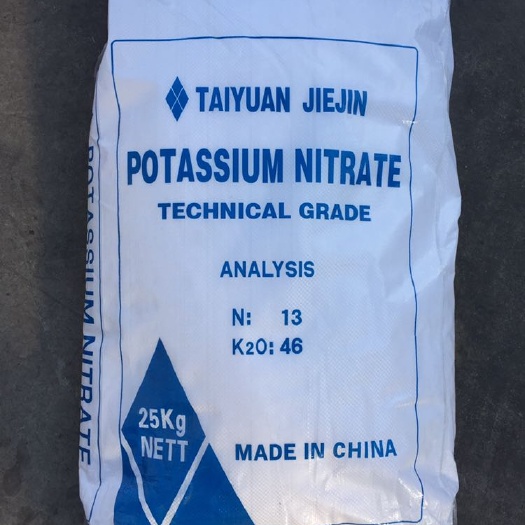 TAIYUAN JIEJIN
POTASSIUM NITRATE
TECHNICAL GRADE
ANALYSIS
N: 13
K2O: 46
25Kg
NETT
MADE IN CHINA
POTASSIUM NITRATE